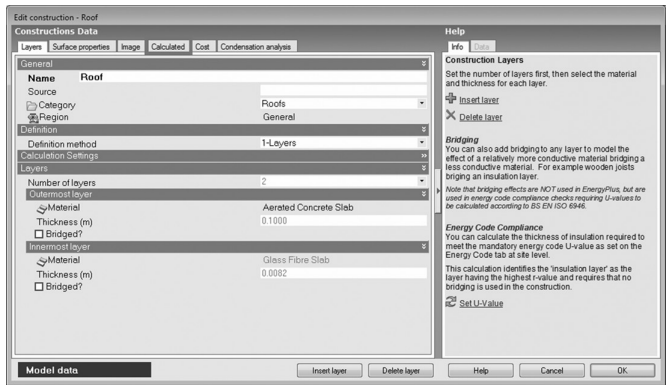 Edit construction - Roof
Constructions Data
Layers Surface properties Image Calculated Cost Condensation analysis
General
Name Roof
Source
Category Roofs
Region General
Definition
Definition method 1-Layers
Calculation Settings
Layers
Number of layers 2
Outermost layer
Material Aerated Concrete Slab
Thickness (m) 0.1000
Bridged?
Innermost layer
Material Glass Fibre Slab
Thickness (m) 0.0082
Bridged?
Model data
Insert layer Delete layer
Help
Info Data
Construction Layers
Set the number of layers first, then select the material
and thickness for each layer.
Insert layer
Delete layer
Bridging
You can also add bridging to any layer to model the
effect of a relatively more conductive material bridging a
less conductive material. For example wooden joists
briging an insulation layer.
Note that bridging effects are NOT used in EnergyPlus, but are
used in energy code compliance checks requiring U-values to
be calculated according to BS EN ISO 6946.
Energy Code Compliance
You can calculate the thickness of insulation required to
meet the mandatory energy code U-value as set on the
Energy Code tab at site level.
This calculation identifies the 'insulation layer' as the
layer having the highest r-value and requires that no
bridging is used in the construction.
Set U-Value
Help Cancel OK